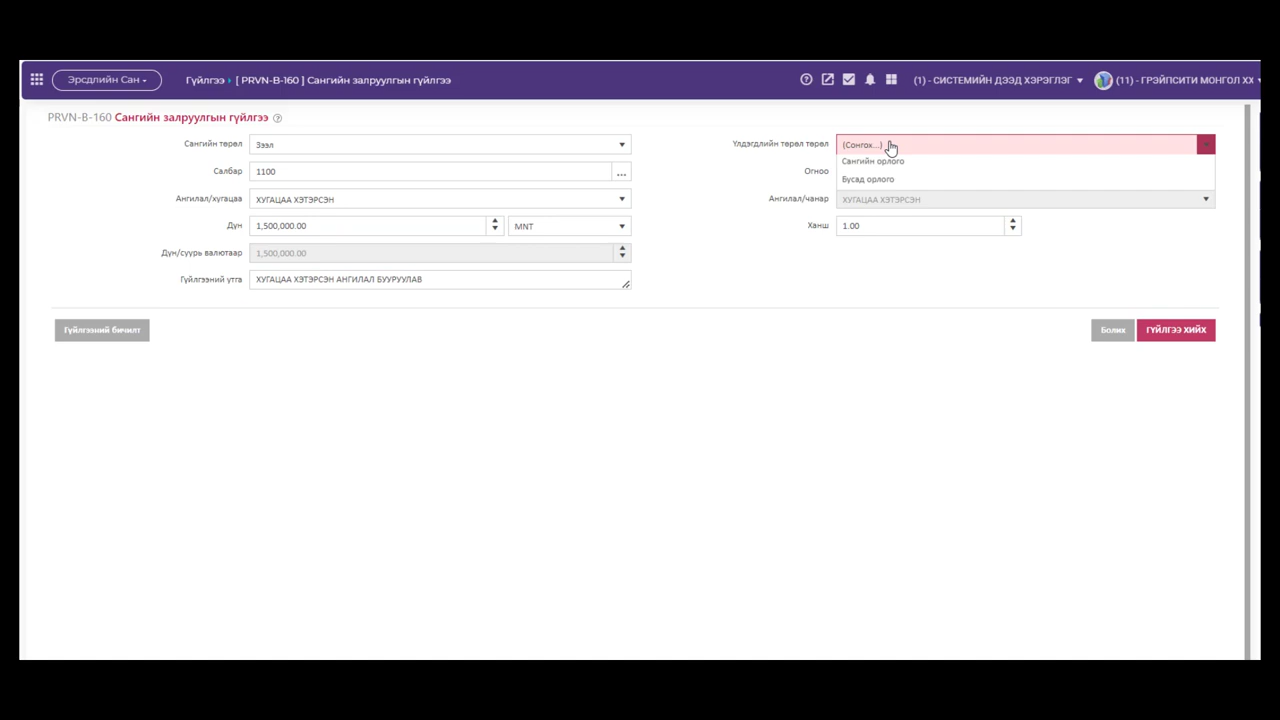 Эрсдлийн Сан
Гүйлгээ › [ PRVN-B-160 ] Сангийн залруулгын гүйлгээ
(1) - СИСТЕМИЙН ДЭЭД ХЭРЭГЛЭГ
(11) - ГРЭЙПСИТИ МОНГОЛ ХХ
PRVN-B-160 Сангийн залруулгын гүйлгээ
Сангийн төрөл Зээл
Үлдэгдлийн төрөл төрөл (Сонгох...)
Сангийн орлого
Салбар 1100 ...
Огноо
Бусад орлого
Ангилал/хугацаа ХУГАЦАА ХЭТЭРСЭН
Ангилал/чанар ХУГАЦАА ХЭТЭРСЭН
Дүн 1,500,000.00 MNT
Ханш 1.00
Дүн/суурь валютаар 1,500,000.00
Гүйлгээний утга ХУГАЦАА ХЭТЭРСЭН АНГИЛАЛ БУУРУУЛАВ
Гүйлгээний бичилт
Болих
ГҮЙЛГЭЭ ХИЙХ